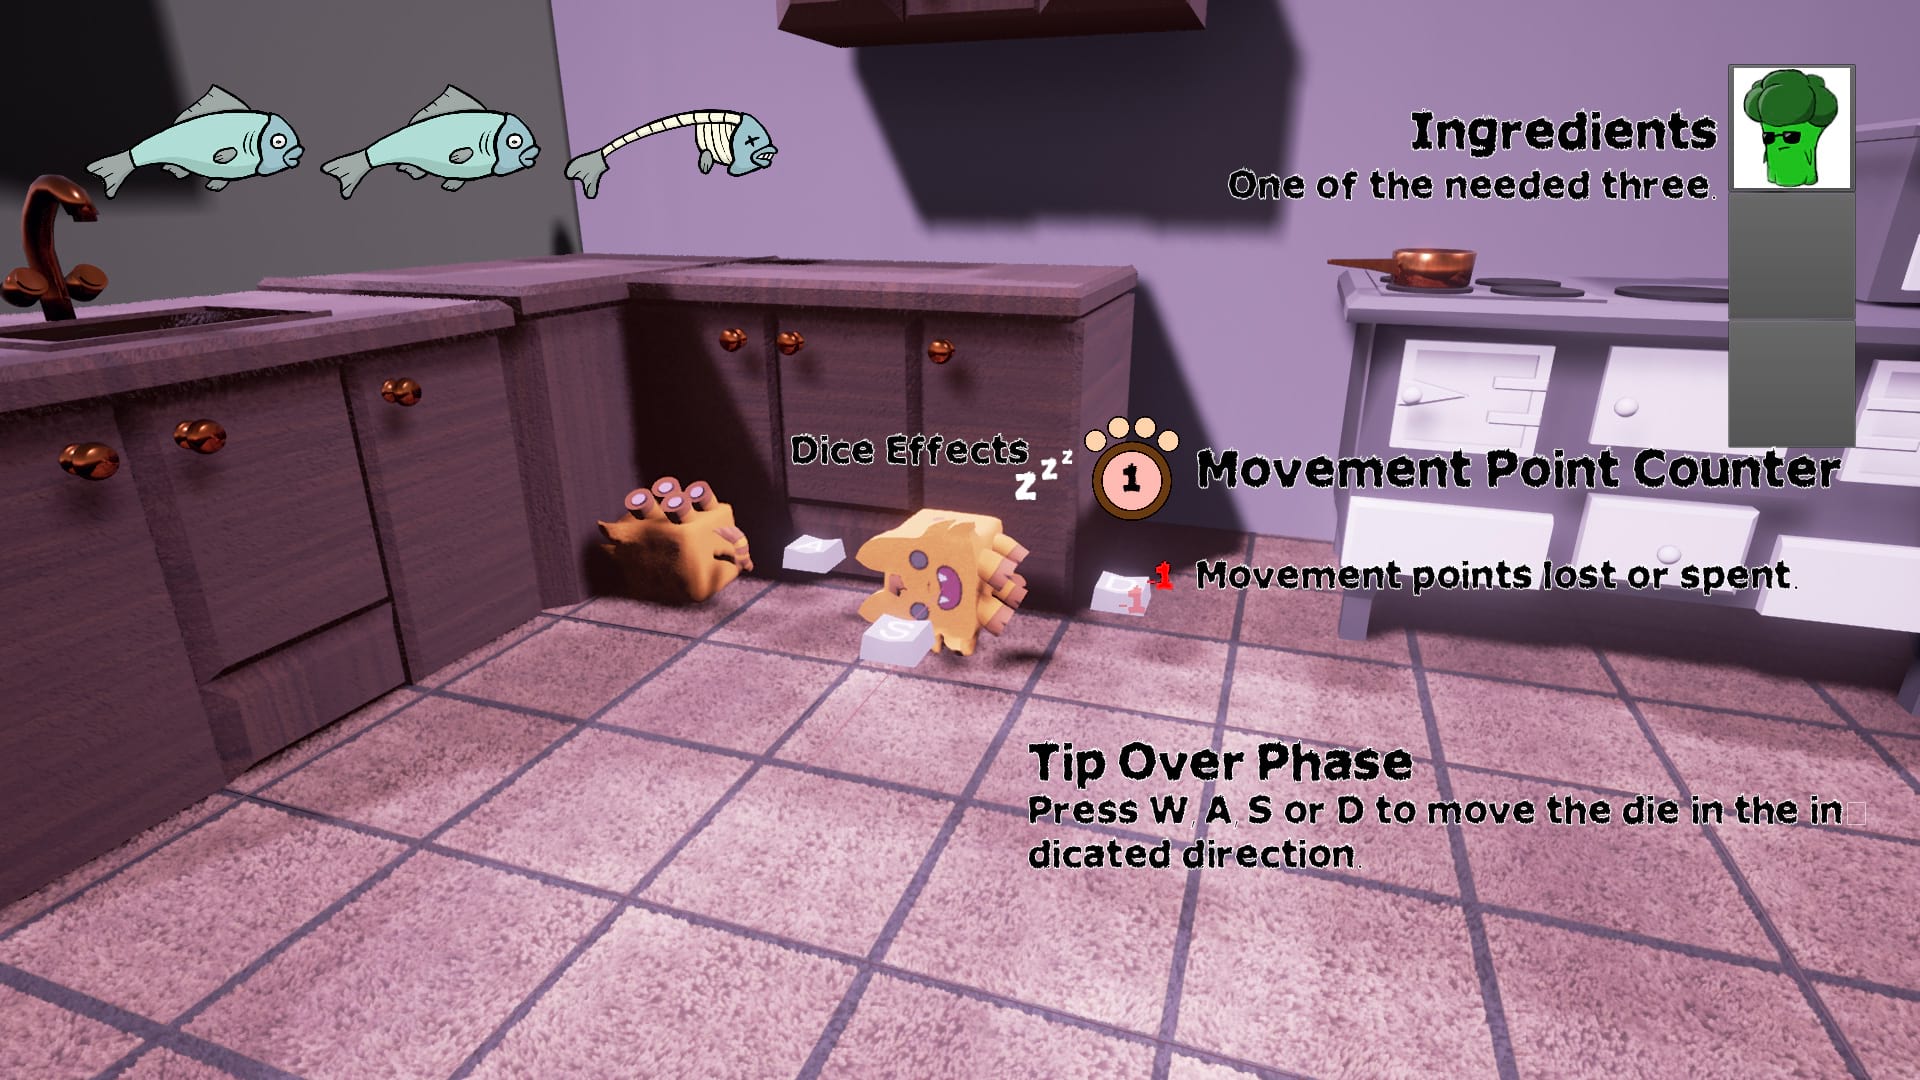 Ingredients
One of the needed three.
Dice Effects
z z z
1
Movement Point Counter
A
D
-1
-1
Movement points lost or spent.
S
Tip Over Phase
Press W, A, S or D to move the die in the in
dicated direction.